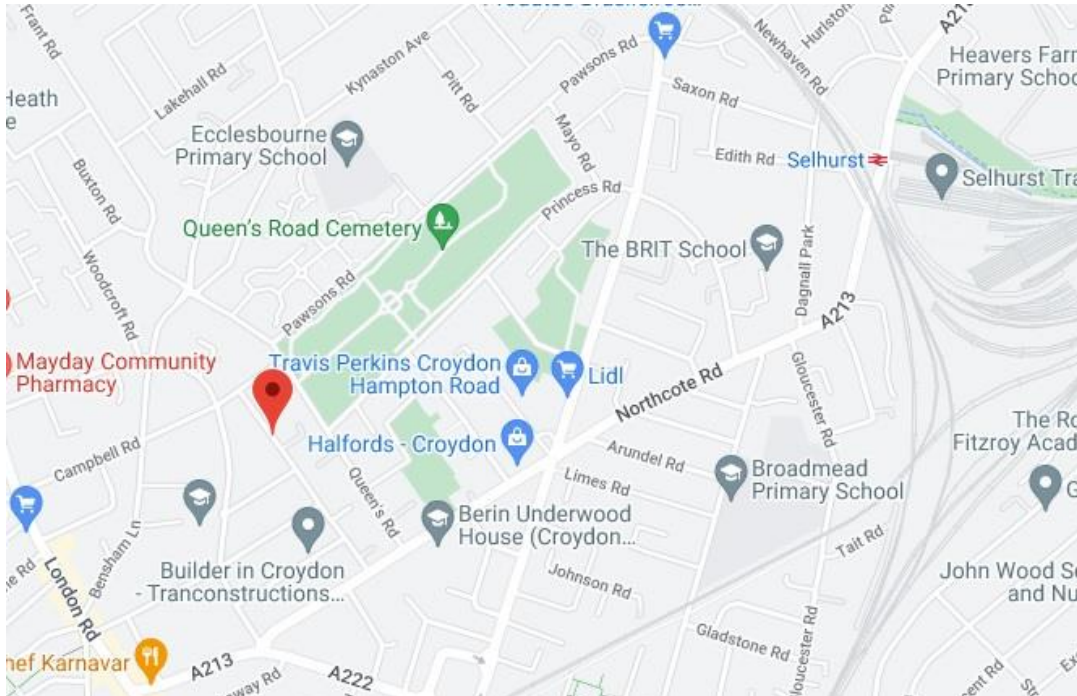 Frant Rd
Lakehall Rd
Kynaston Ave
Pitt Rd
Pawsons Rd
Newhaven Rd
A213
Heath
Ecclesbourne
Primary School
Buxton Rd
Mayo Rd
Saxon Rd
Edith Rd
Selhurst
Heavers Farm
Primary School
Selhurst Tra
Queen's Road Cemetery
Princess Rd
The BRIT School
Dagnall Park
Woodcroft Rd
Pawsons Rd
A213
Mayday Community
Pharmacy
Travis Perkins Croydon
Hampton Road
Lidl
Northcote Rd
Gloucester Rd
Halfords - Croydon
Campbell Rd
Queen's Rd
Arundel Rd
Limes Rd
Broadmead
Primary School
The Ro
Fitzroy Acad
G
Bensham Ln
Berin Underwood
House (Croydon...
Builder in Croydon
- Tranconstructions...
London Rd
Johnson Rd
Tait Rd
Gladstone Rd
Gloucester Rd
John Wood Sc
and Nu
hef Karnavar
A213
A222